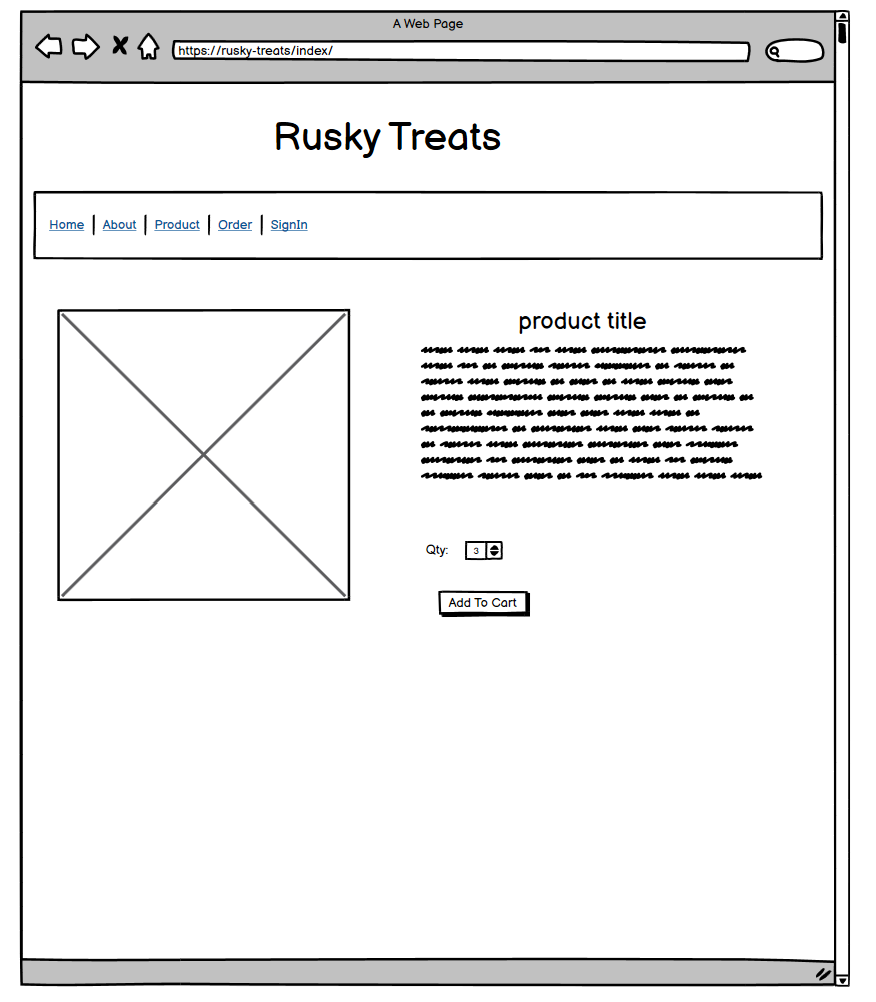 A Web Page
https://rusky-treats/index/
Rusky Treats
Home | About | Product | Order | SignIn
product title
Qty: 3
Add To Cart